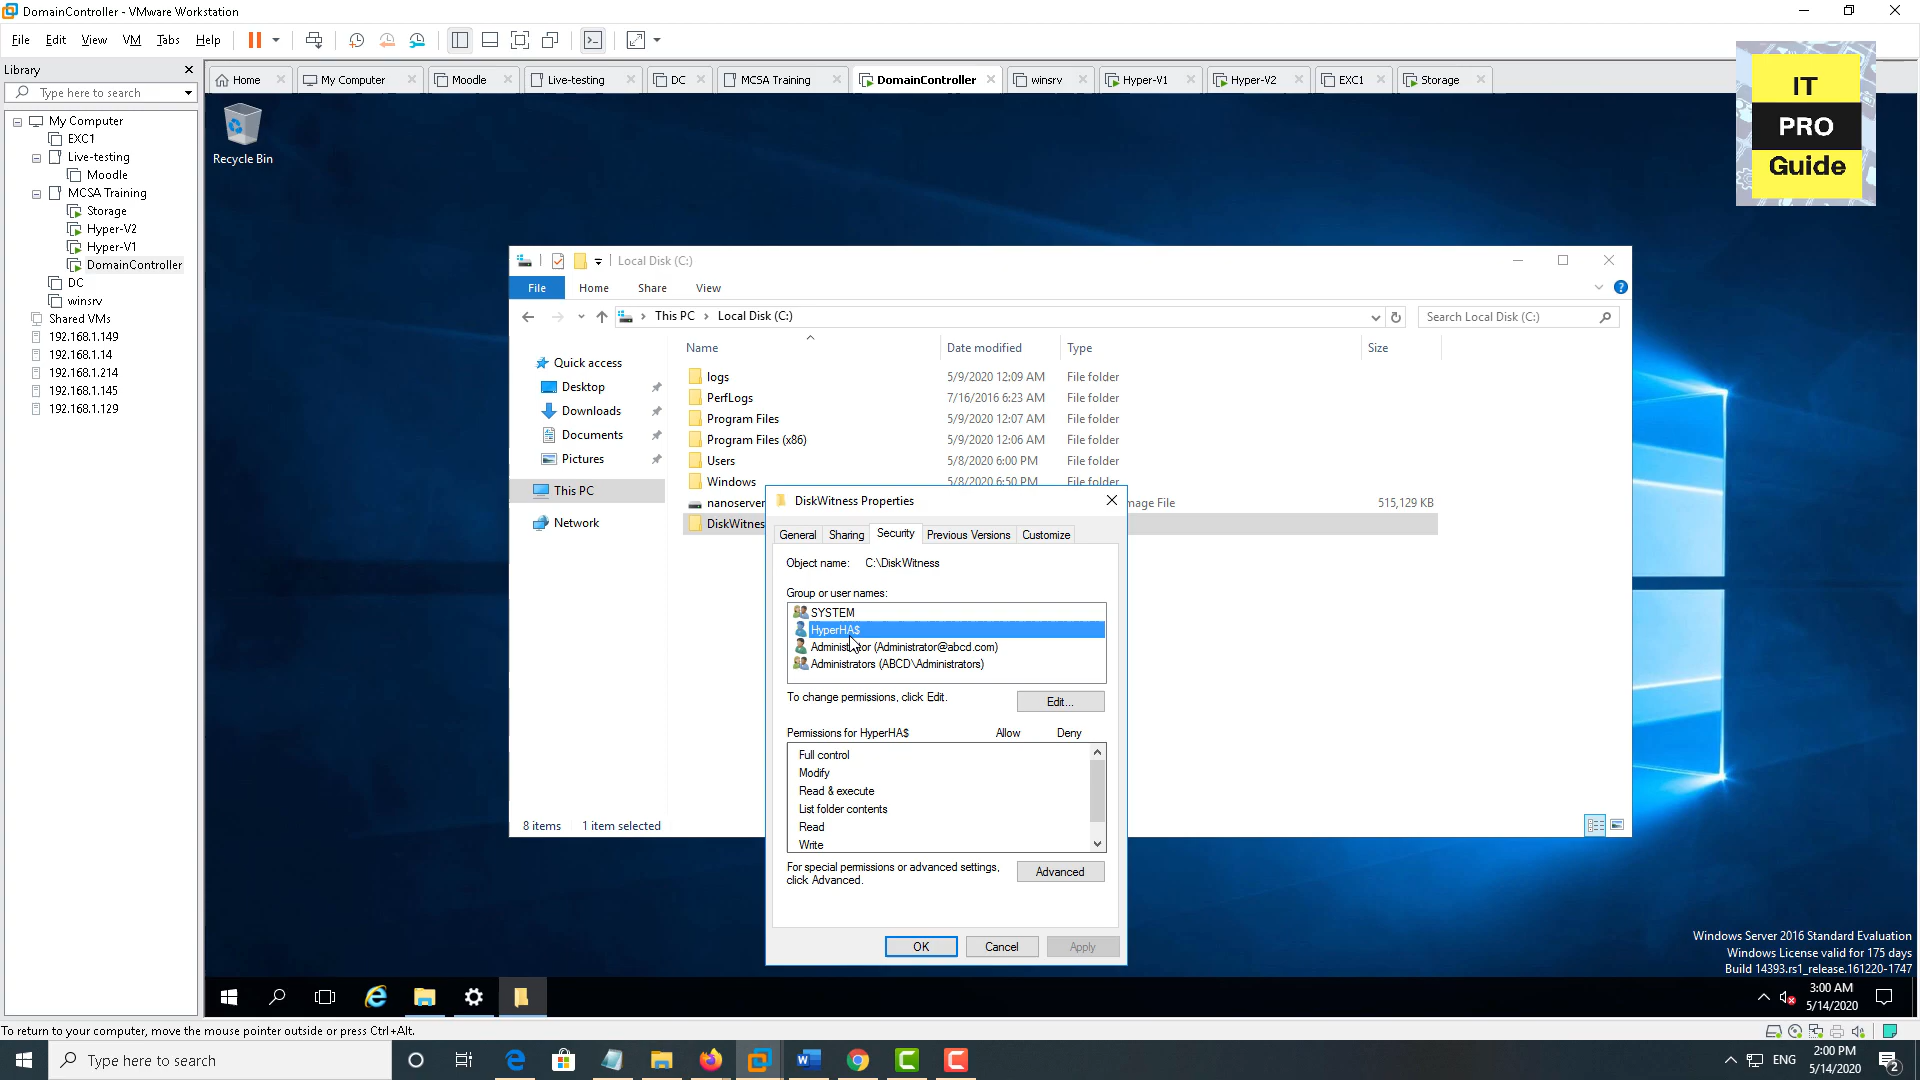 DomainController - VMware Workstation
File Edit View VM Tabs Help
Library
Type here to search
Home
My Computer
Moodle
Live-testing
DC
MCSA Training
DomainController
winsrv
Hyper-V1
Hyper-V2
EXC1
Storage
My Computer
EXC1
Live-testing
Moodle
MCSA Training
Storage
Hyper-V2
Hyper-V1
DomainController
DC
winsrv
Shared VMs
192.168.1.149
192.168.1.14
192.168.1.214
192.168.1.145
192.168.1.129
Recycle Bin
IT
PRO
Guide
Local Disk (C:)
File Home Share View
This PC > Local Disk (C:)
Search Local Disk (C:)
Name Date modified Type Size
Quick access
Desktop
Downloads
Documents
Pictures
This PC
Network
logs 5/9/2020 12:09 AM File folder
PerfLogs 7/16/2016 6:23 AM File folder
Program Files 5/9/2020 12:07 AM File folder
Program Files (x86) 5/9/2020 12:06 AM File folder
Users 5/8/2020 6:00 PM File folder
Windows 5/8/2020 6:50 PM File folder
nanoserver 515,129 KB
8 items 1 item selected
DiskWitness Properties
General Sharing Security Previous Versions Customize
Object name: C:\DiskWitness
Group or user names:
SYSTEM
HyperHA$
Administrator (Administrator@abcd.com)
Administrators (ABCD\Administrators)
To change permissions, click Edit.
Edit...
Permissions for HyperHA$ Allow Deny
Full control
Modify
Read & execute
List folder contents
Read
Write
For special permissions or advanced settings,
click Advanced.
Advanced
OK Cancel Apply
Windows Server 2016 Standard Evaluation
Windows License valid for 175 days
Build 14393.rs1_release.161220-1747
3:00 AM
5/14/2020
To return to your computer, move the mouse pointer outside or press Ctrl+Alt.
Type here to search
ENG
2:00 PM
5/14/2020
2